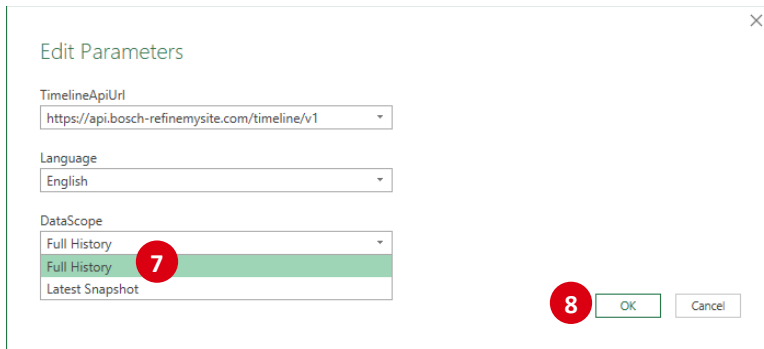 Edit Parameters
TimelineApiUrl
https://api.bosch-refinemysite.com/timeline/v1
Language
English
DataScope
Full History
7
Full History
Latest Snapshot
8
OK
Cancel